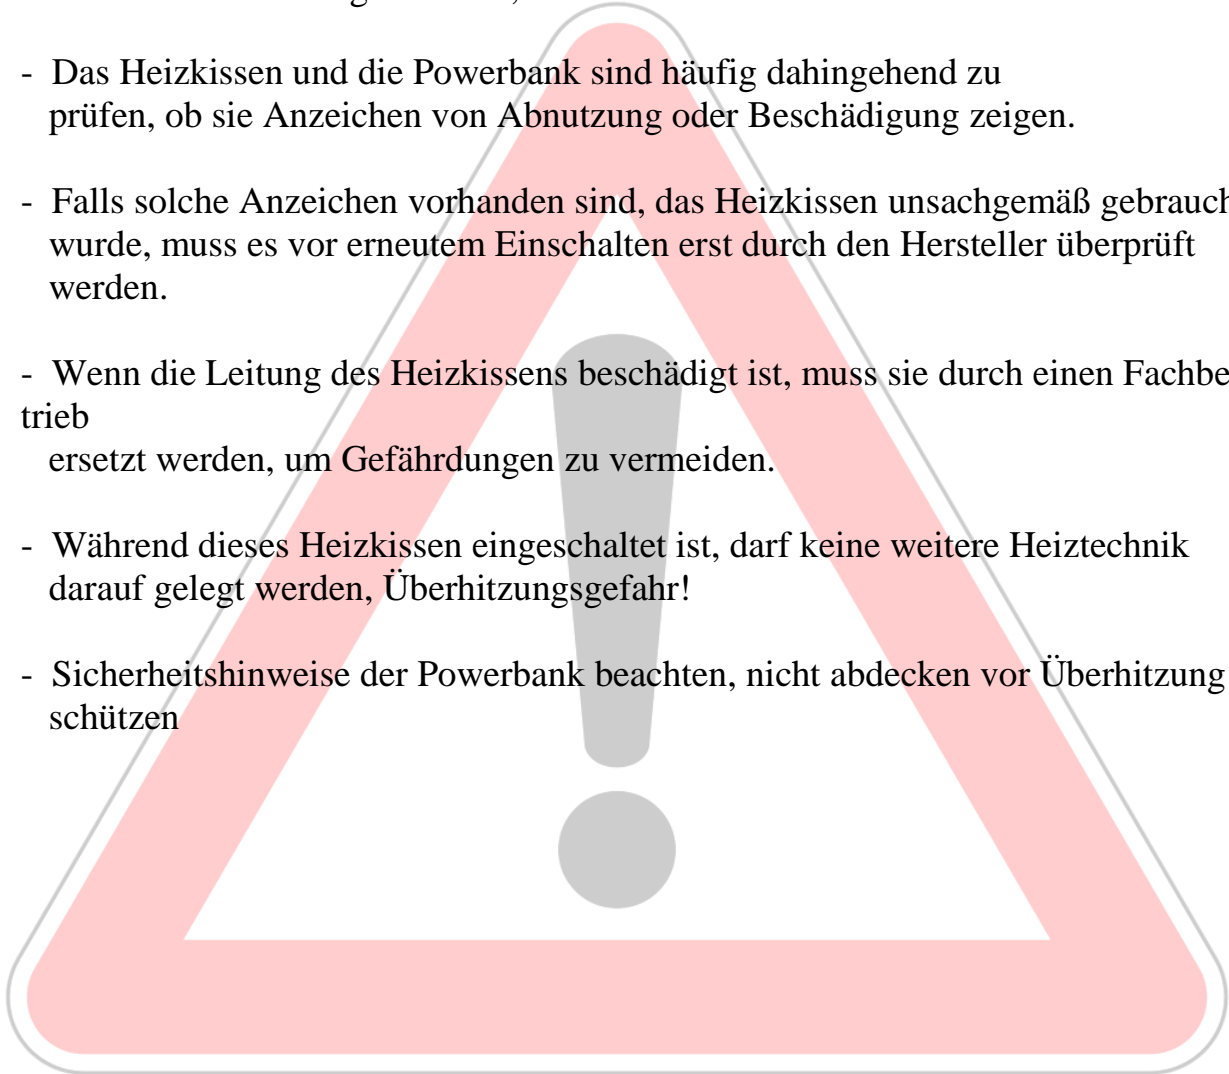 - Das Heizkissen und die Powerbank sind häufig dahingehend zu
prüfen, ob sie Anzeichen von Abnutzung oder Beschädigung zeigen.
- Falls solche Anzeichen vorhanden sind, das Heizkissen unsachgemäß gebrauch
wurde, muss es vor erneutem Einschalten erst durch den Hersteller überprüft
werden.
- Wenn die Leitung des Heizkissens beschädigt ist, muss sie durch einen Fachbe
trieb
ersetzt werden, um Gefährdungen zu vermeiden.
- Während dieses Heizkissen eingeschaltet ist, darf keine weitere Heiztechnik
darauf gelegt werden, Überhitzungsgefahr!
- Sicherheitshinweise der Powerbank beachten, nicht abdecken vor Überhitzung
schützen